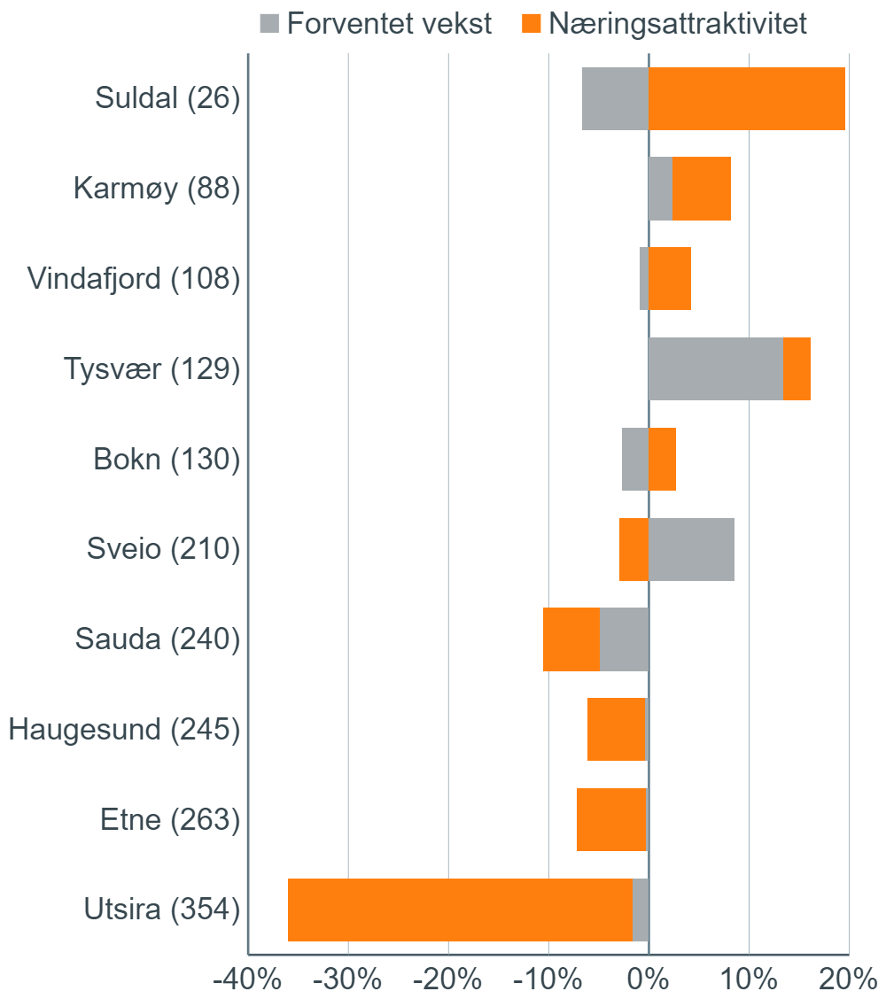 Forventet vekst Næringsattraktivitet
Suldal (26)
Karmøy (88)
Vindafjord (108)
Tysvær (129)
Bokn (130)
Sveio (210)
Sauda (240)
Haugesund (245)
Etne (263)
Utsira (354)
-40% -30% -20% -10% 0% 10% 20%